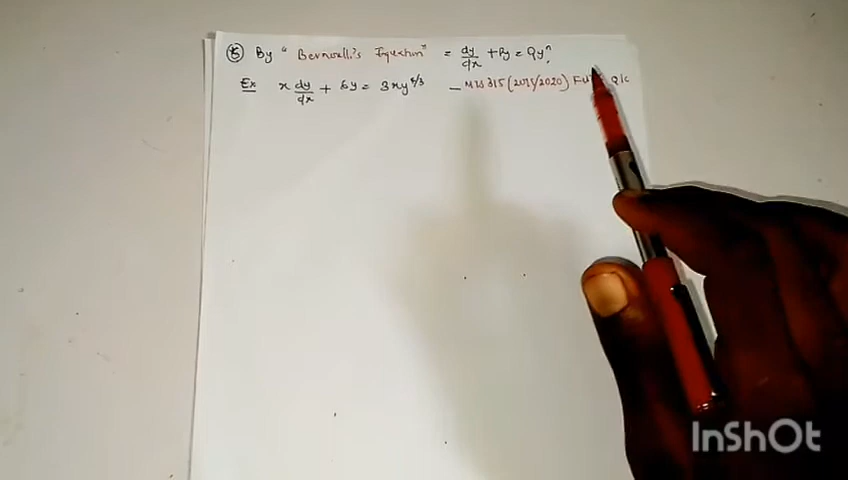 ⑤ By "Bernoulli's Equation" = dy/dx + Py = Qyⁿ.
Ex x dy/dx + 6y = 3xy^4/3 – MTS 315 (2019/2020) Q/c
InShOt